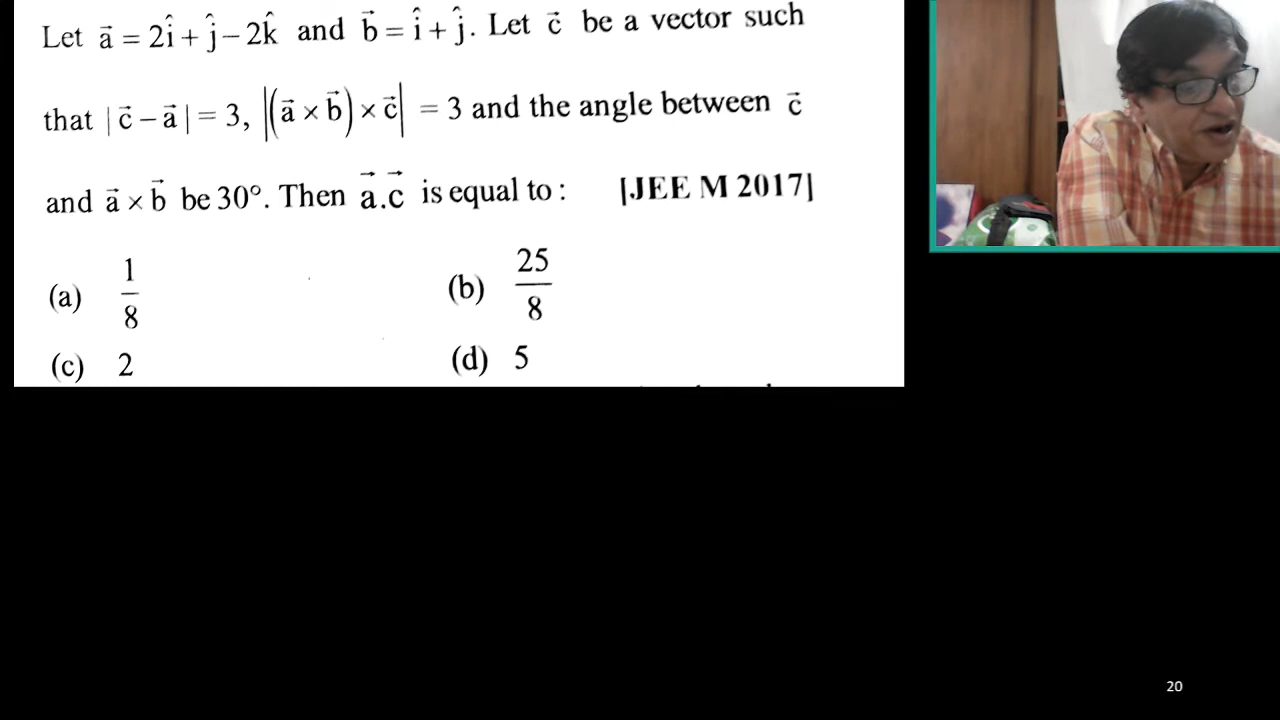 Let a⃗ = 2î + ĵ − 2k̂ and b⃗ = î + ĵ. Let c⃗ be a vector such
that |c⃗ − a⃗| = 3, |(a⃗ × b⃗) × c⃗| = 3 and the angle between c⃗
and a⃗ × b⃗ be 30°. Then a⃗.c⃗ is equal to : [JEE M 2017]
(a) 1/8 (b) 25/8
(c) 2 (d) 5
20